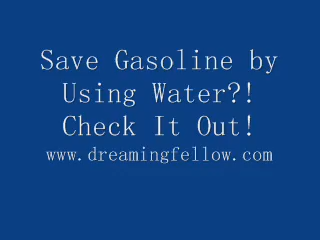 Save Gasoline by
Using Water?!
Check It Out!
www.dreamingfellow.com